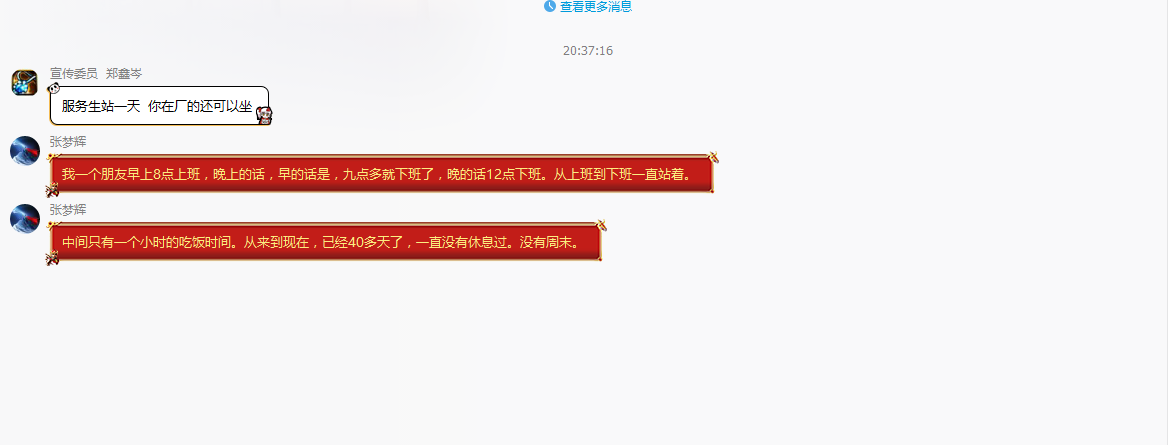 查看更多消息
20:37:16
宣传委员 郑鑫岑
服务生站一天 你在厂的还可以坐
张梦辉
我一个朋友早上8点上班，晚上的话，早的话是，九点多就下班了，晚的话12点下班。从上班到下班一直站着。
张梦辉
中间只有一个小时的吃饭时间。从来到现在，已经40多天了，一直没有休息过。没有周末。